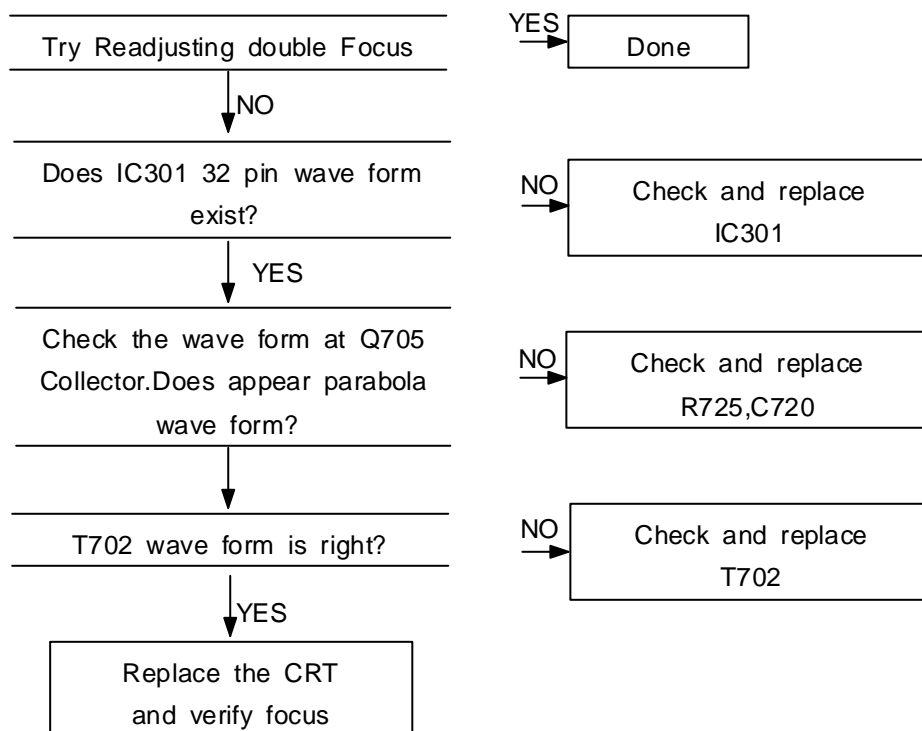 Try Readjusting double Focus
YES
Done
NO
Does IC301 32 pin wave form
exist?
NO
Check and replace
IC301
YES
Check the wave form at Q705
Collector.Does appear parabola
wave form?
NO
Check and replace
R725,C720
T702 wave form is right?
NO
Check and replace
T702
YES
Replace the CRT
and verify focus